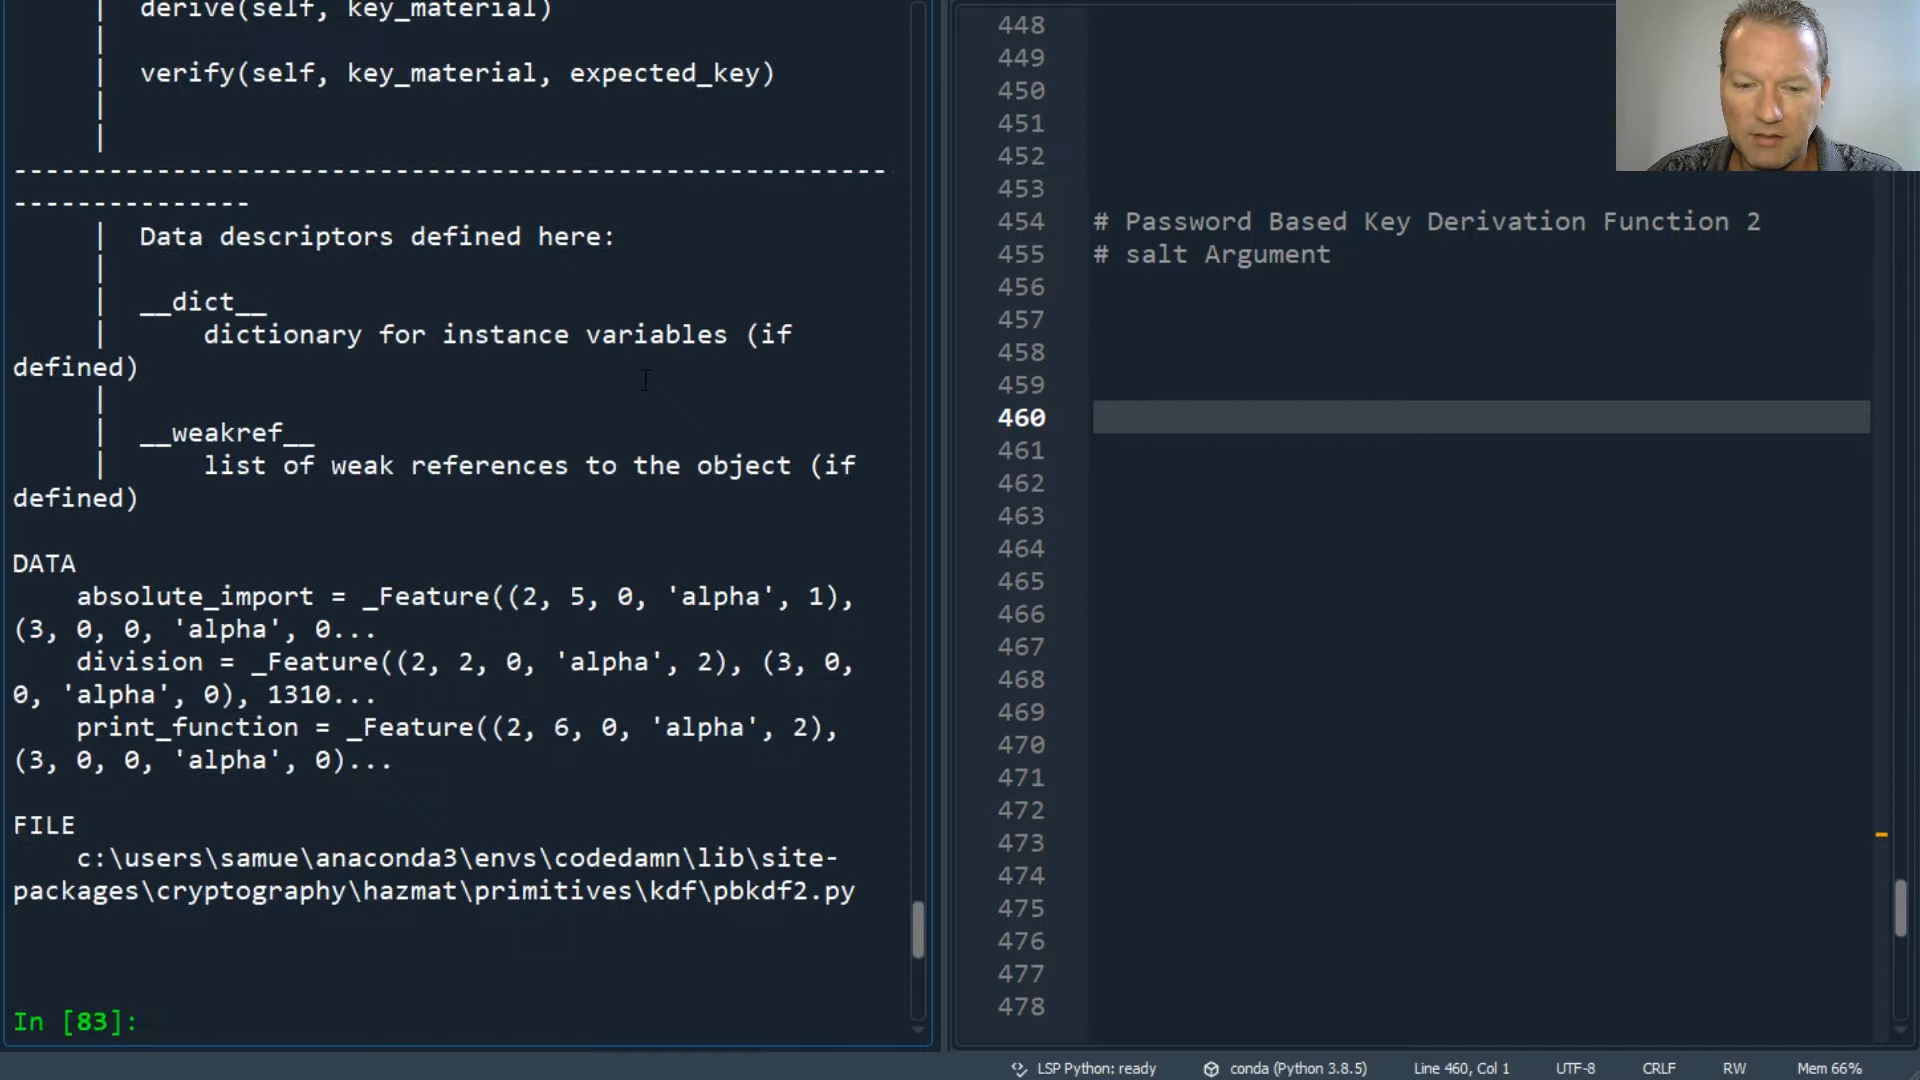 derive(self, key_material)
|
| verify(self, key_material, expected_key)
|
|
-------------------------------------------------------
---------------
| Data descriptors defined here:
|
| __dict__
| dictionary for instance variables (if
defined)
|
| __weakref__
| list of weak references to the object (if
defined)
DATA
absolute_import = _Feature((2, 5, 0, 'alpha', 1),
(3, 0, 0, 'alpha', 0...
division = _Feature((2, 2, 0, 'alpha', 2), (3, 0,
0, 'alpha', 0), 1310...
print_function = _Feature((2, 6, 0, 'alpha', 2),
(3, 0, 0, 'alpha', 0)...
FILE
c:\users\samue\anaconda3\envs\codedamn\lib\site-
packages\cryptography\hazmat\primitives\kdf\pbkdf2.py
In [83]:
448
449
450
451
452
453
454 # Password Based Key Derivation Function 2
455 # salt Argument
456
457
458
459
460
461
462
463
464
465
466
467
468
469
470
471
472
473
474
475
476
477
478
LSP Python: ready conda (Python 3.8.5) Line 460, Col 1 UTF-8 CRLF RW Mem 66%